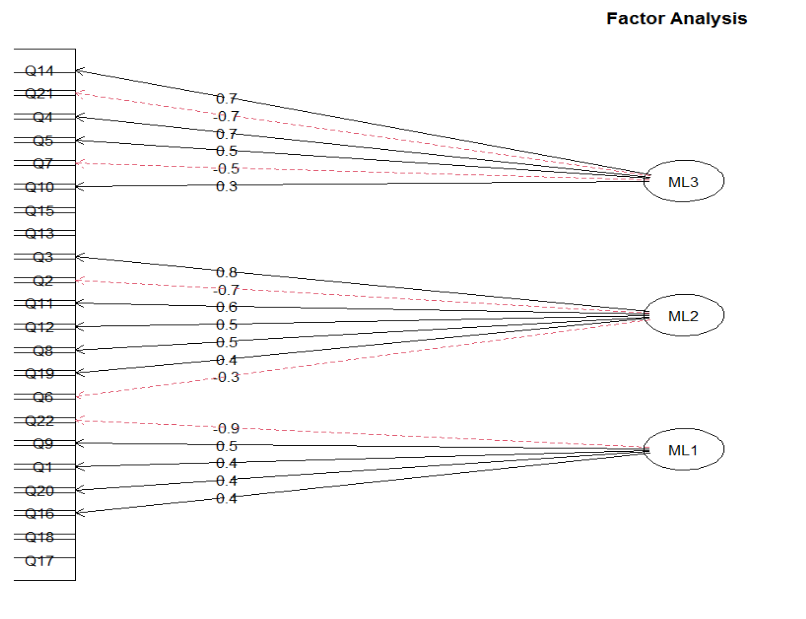 Factor Analysis
Q14
Q21
Q4
Q5
Q7
Q10
Q15
Q13
Q3
Q2
Q11
Q12
Q8
Q19
Q6
Q22
Q9
Q1
Q20
Q16
Q18
Q17
0.7
-0.7
0.7
0.5
-0.5
0.3
0.8
-0.7
0.6
0.5
0.5
0.4
-0.3
-0.9
0.5
0.4
0.4
0.4
ML3
ML2
ML1